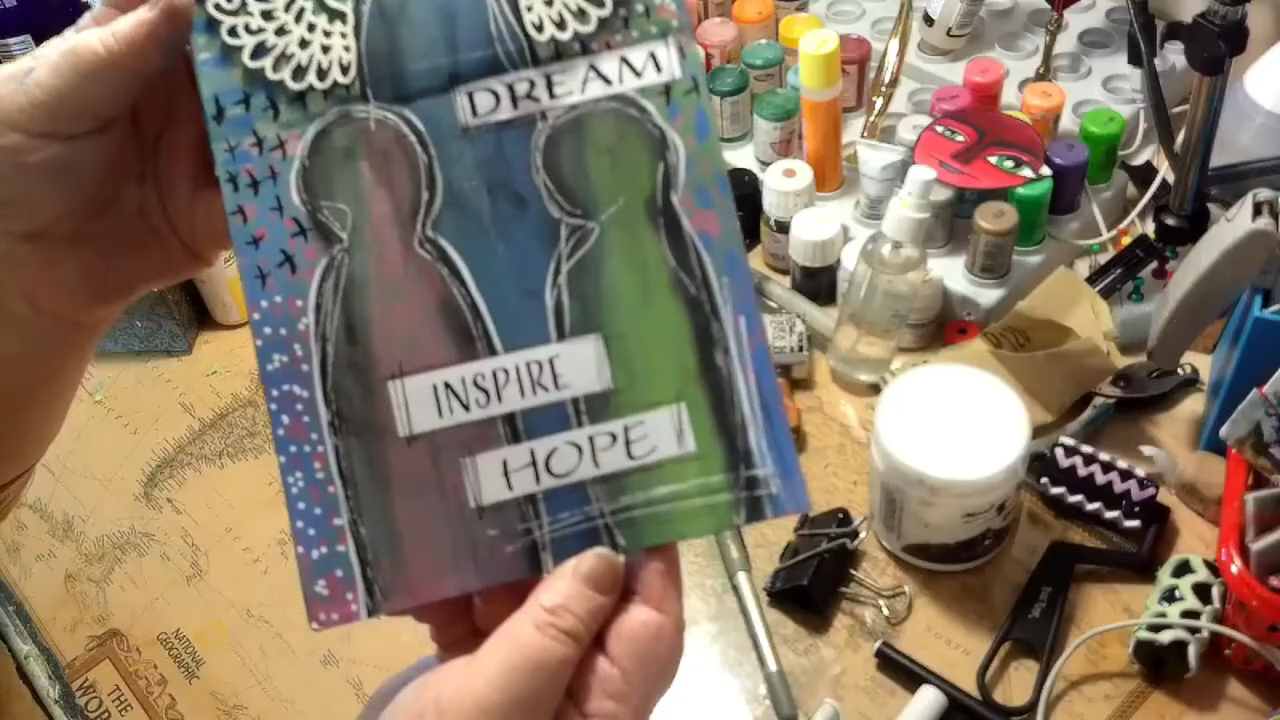 DREAM
INSPIRE
HOPE
NATIONAL
GEOGRAPHIC
THE